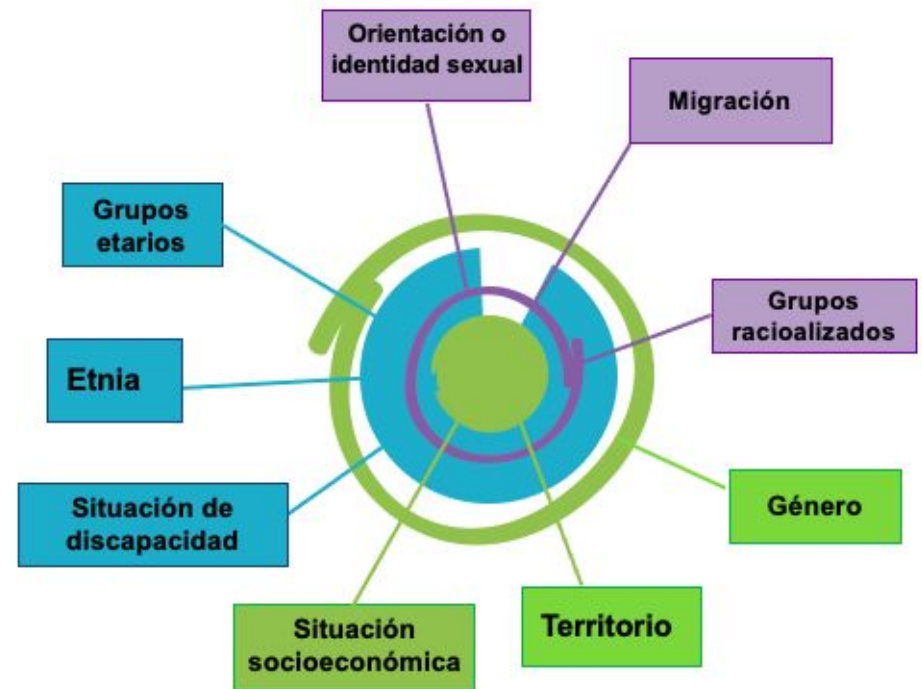 Orientación o
identidad sexual
Migración
Grupos
etarios
Grupos
racioalizados
Etnia
Género
Situación de
discapacidad
Situación
socioeconómica
Territorio